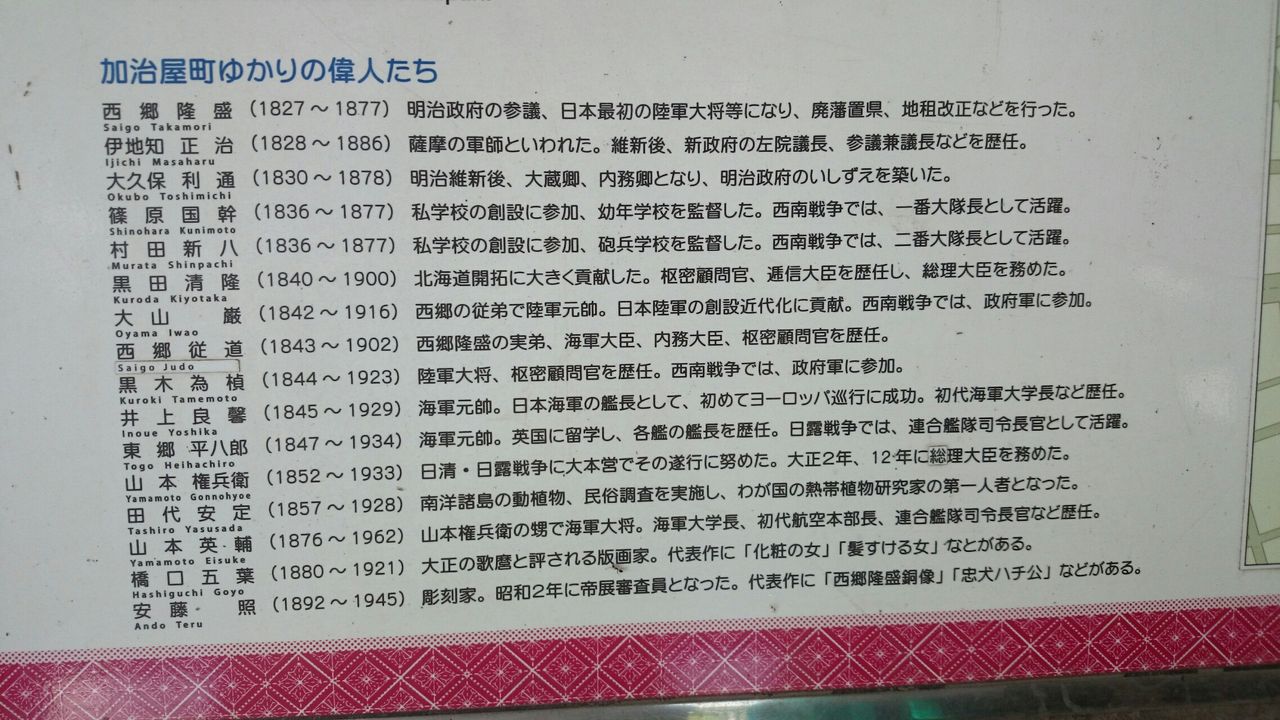 加治屋町ゆかりの偉人たち
西郷隆盛 (1827～1877) 明治政府の参議、日本最初の陸軍大将等になり、廃藩置県、地租改正などを行った。
Saigo Takamori
伊地知正治 (1828～1886) 薩摩の軍師といわれた。維新後、新政府の左院議長、参議兼議長などを歴任。
Ijichi Masaharu
大久保利通 (1830～1878) 明治維新後、大蔵卿、内務卿となり、明治政府のいしずえを築いた。
Okubo Toshimichi
篠原国幹 (1836～1877) 私学校の創設に参加、幼年学校を監督した。西南戦争では、一番大隊長として活躍。
Shinohara Kunimoto
村田新八 (1836～1877) 私学校の創設に参加、砲兵学校を監督した。西南戦争では、二番大隊長として活躍。
Murata Shinpachi
黒田清隆 (1840～1900) 北海道開拓に大きく貢献した。枢密顧問官、逓信大臣を歴任し、総理大臣を務めた。
Kuroda Kiyotaka
大山巌 (1842～1916) 西郷の従弟で陸軍元帥。日本陸軍の創設近代化に貢献。西南戦争では、政府軍に参加。
Oyama Iwao
西郷従道 (1843～1902) 西郷隆盛の実弟、海軍大臣、内務大臣、枢密顧問官を歴任。
Saigo Judo
黒木為楨 (1844～1923) 陸軍大将、枢密顧問官を歴任。西南戦争では、政府軍に参加。
Kuroki Tamemoto
井上良馨 (1845～1929) 海軍元帥。日本海軍の艦長として、初めてヨーロッパ巡行に成功。初代海軍大学長など歴任。
Inoue Yoshika
東郷平八郎 (1847～1934) 海軍元帥。英国に留学し、各艦の艦長を歴任。日露戦争では、連合艦隊司令長官として活躍。
Togo Heihachiro
山本権兵衛 (1852～1933) 日清・日露戦争に大本営でその遂行に努めた。大正2年、12年に総理大臣を務めた。
Yamamoto Gonnohyoe
田代安定 (1857～1928) 南洋諸島の動植物、民俗調査を実施し、わが国の熱帯植物研究家の第一人者となった。
Tashiro Yasusada
山本英輔 (1876～1962) 山本権兵衛の甥で海軍大将。海軍大学長、初代航空本部長、連合艦隊司令長官など歴任。
Yamamoto Eisuke
橋口五葉 (1880～1921) 大正の歌麿と評される版画家。代表作に「化粧の女」「髪すける女」などがある。
Hashiguchi Goyo
安藤照 (1892～1945) 彫刻家。昭和2年に帝展審査員となった。代表作に「西郷隆盛銅像」「忠犬ハチ公」などがある。
Ando Teru